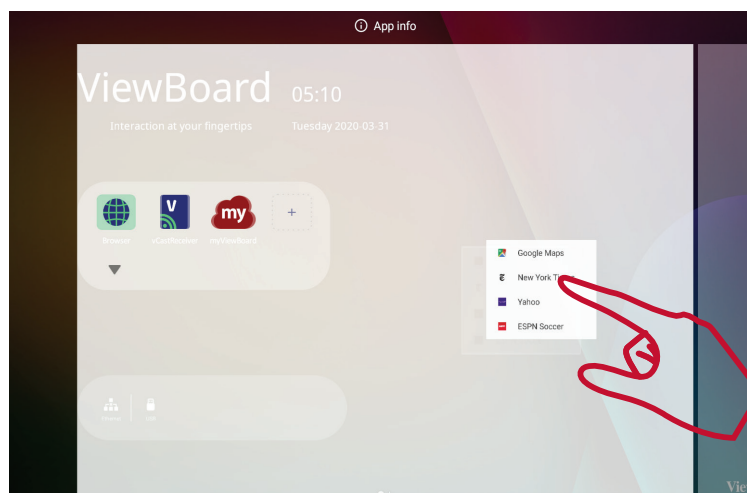 App info
ViewBoard
05:10
Interaction at your fingertips
Tuesday 2020-03-31
V
my
+
Browser
vCastReceiver
myViewBoard
Google Maps
New York
Yahoo
ESPN Soccer
Vie